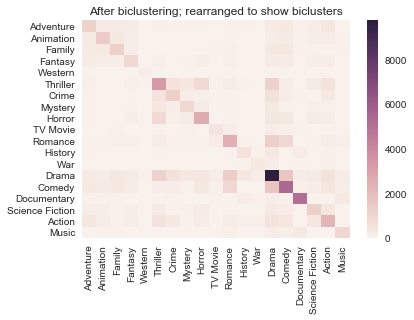 After biclustering; rearranged to show biclusters
Adventure
Animation
Family
Fantasy
Western
Thriller
Crime
Mystery
Horror
TV Movie
Romance
History
War
Drama
Comedy
Documentary
Science Fiction
Action
Music
8000
6000
4000
2000
0
Adventure
Animation
Family
Fantasy
Western
Thriller
Crime
Mystery
Horror
TV Movie
Romance
History
War
Drama
Comedy
Documentary
Science Fiction
Action
Music